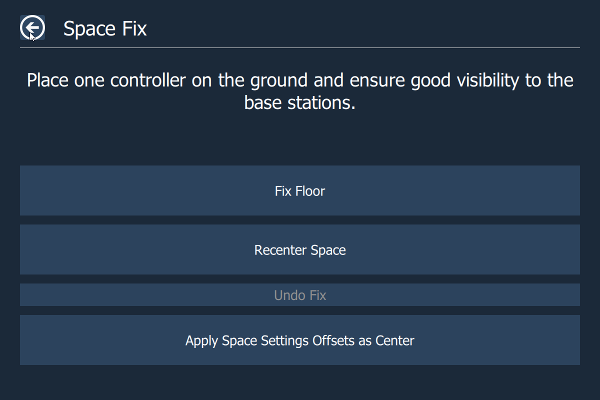 Space Fix
Place one controller on the ground and ensure good visibility to the
base stations.
Fix Floor
Recenter Space
Undo Fix
Apply Space Settings Offsets as Center